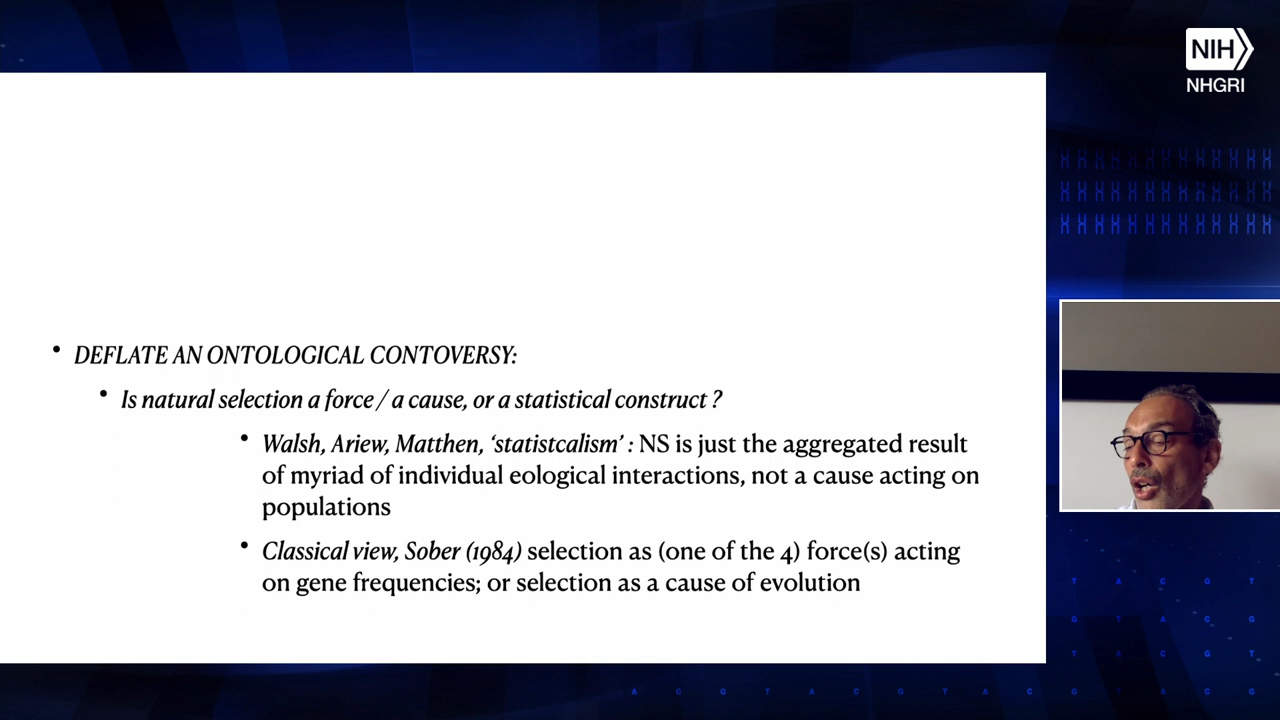 NIH
NHGRI
• DEFLATE AN ONTOLOGICAL CONTOVERSY:
• Is natural selection a force / a cause, or a statistical construct ?
• Walsh, Ariew, Matthen, ‘statistcalism’ : NS is just the aggregated result
of myriad of individual eological interactions, not a cause acting on
populations
• Classical view, Sober (1984) selection as (one of the 4) force(s) acting
on gene frequencies; or selection as a cause of evolution
T A C G T
G T A C G
T A C G T
A C G T A C G T A C G T A C G